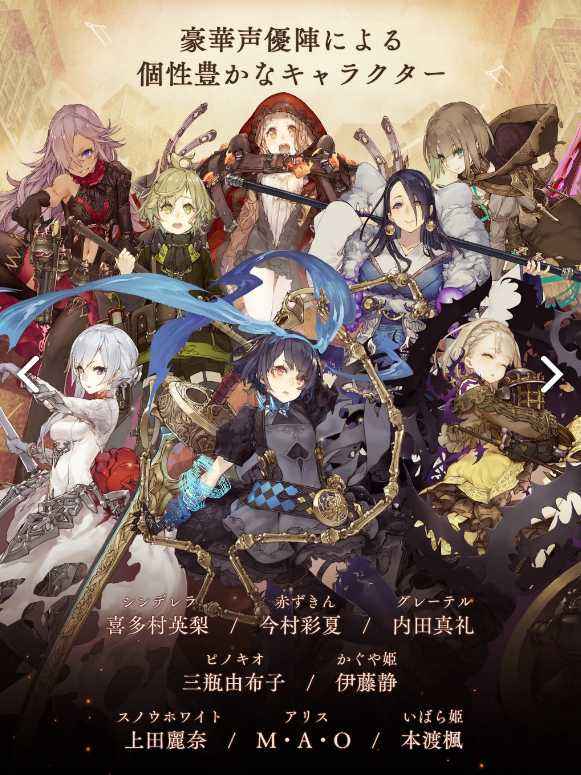 豪華声優陣による
個性豊かなキャラクター
シンデレラ 赤ずきん グレーテル
喜多村英梨 / 今村彩夏 / 内田真礼
ピノキオ かぐや姫
三瓶由布子 / 伊藤静
スノウホワイト アリス いばら姫
上田麗奈 / M・A・O / 本渡楓